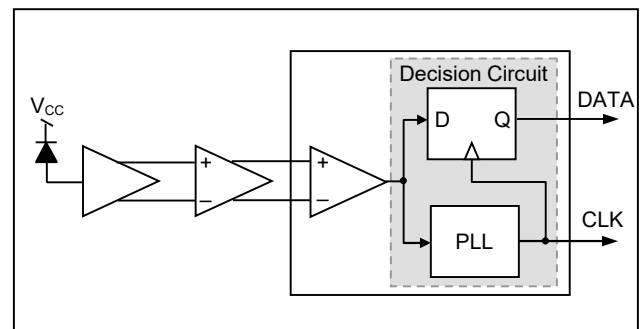 Decision Circuit
VCC
D Q
DATA
+ +
+
− −
−
PLL
CLK